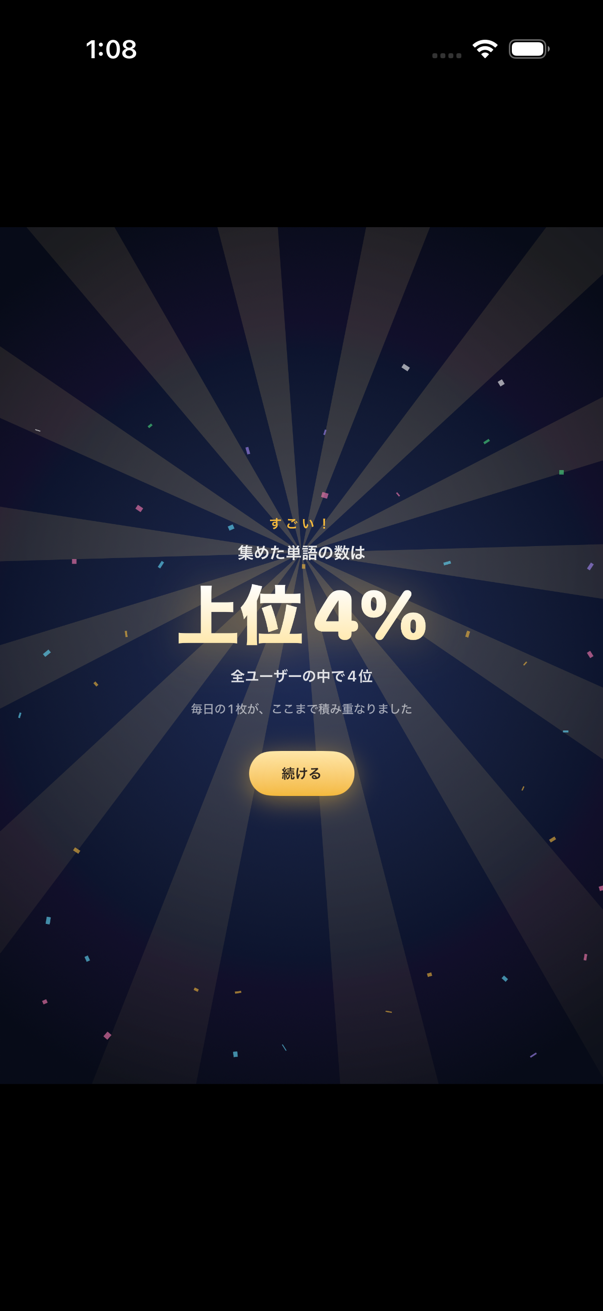 1:08
すごい！
集めた単語の数は
上位4%
全ユーザーの中で4位
毎日の1枚が、ここまで積み重なりました
続ける